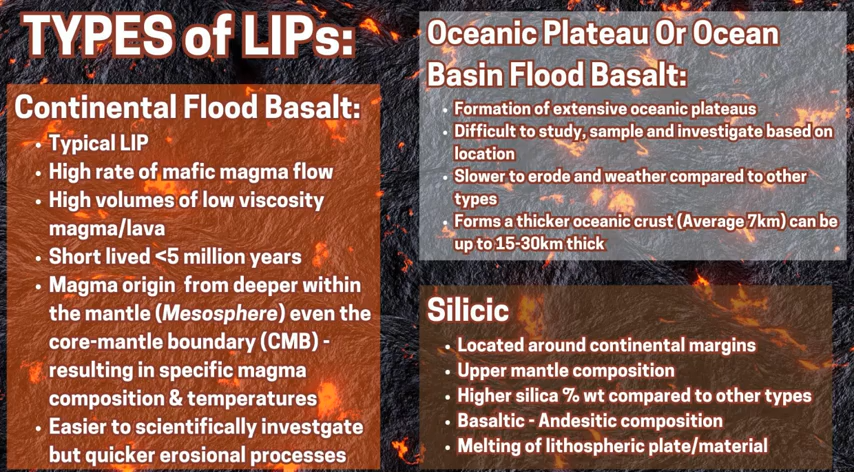 TYPES of LIPs:
Continental Flood Basalt:
• Typical LIP
• High rate of mafic magma flow
• High volumes of low viscosity
magma/lava
• Short lived <5 million years
• Magma origin from deeper within
the mantle (Mesosphere) even the
core-mantle boundary (CMB) -
resulting in specific magma
composition & temperatures
• Easier to scientifically investgate
but quicker erosional processes
Oceanic Plateau Or Ocean
Basin Flood Basalt:
• Formation of extensive oceanic plateaus
• Difficult to study, sample and investigate based on
location
• Slower to erode and weather compared to other
types
• Forms a thicker oceanic crust (Average 7km) can be
up to 15-30km thick
Silicic
• Located around continental margins
• Upper mantle composition
• Higher silica % wt compared to other types
• Basaltic - Andesitic composition
• Melting of lithospheric plate/material